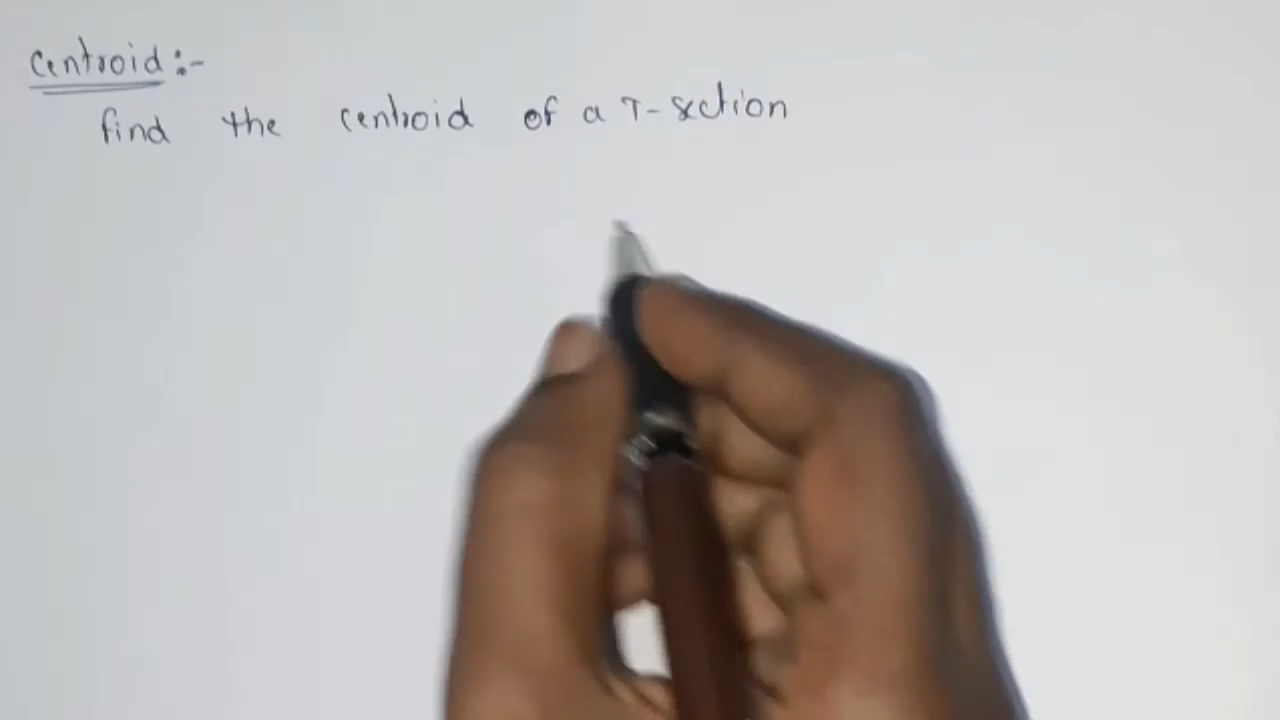 Centroid :-
find the centroid of a T-section